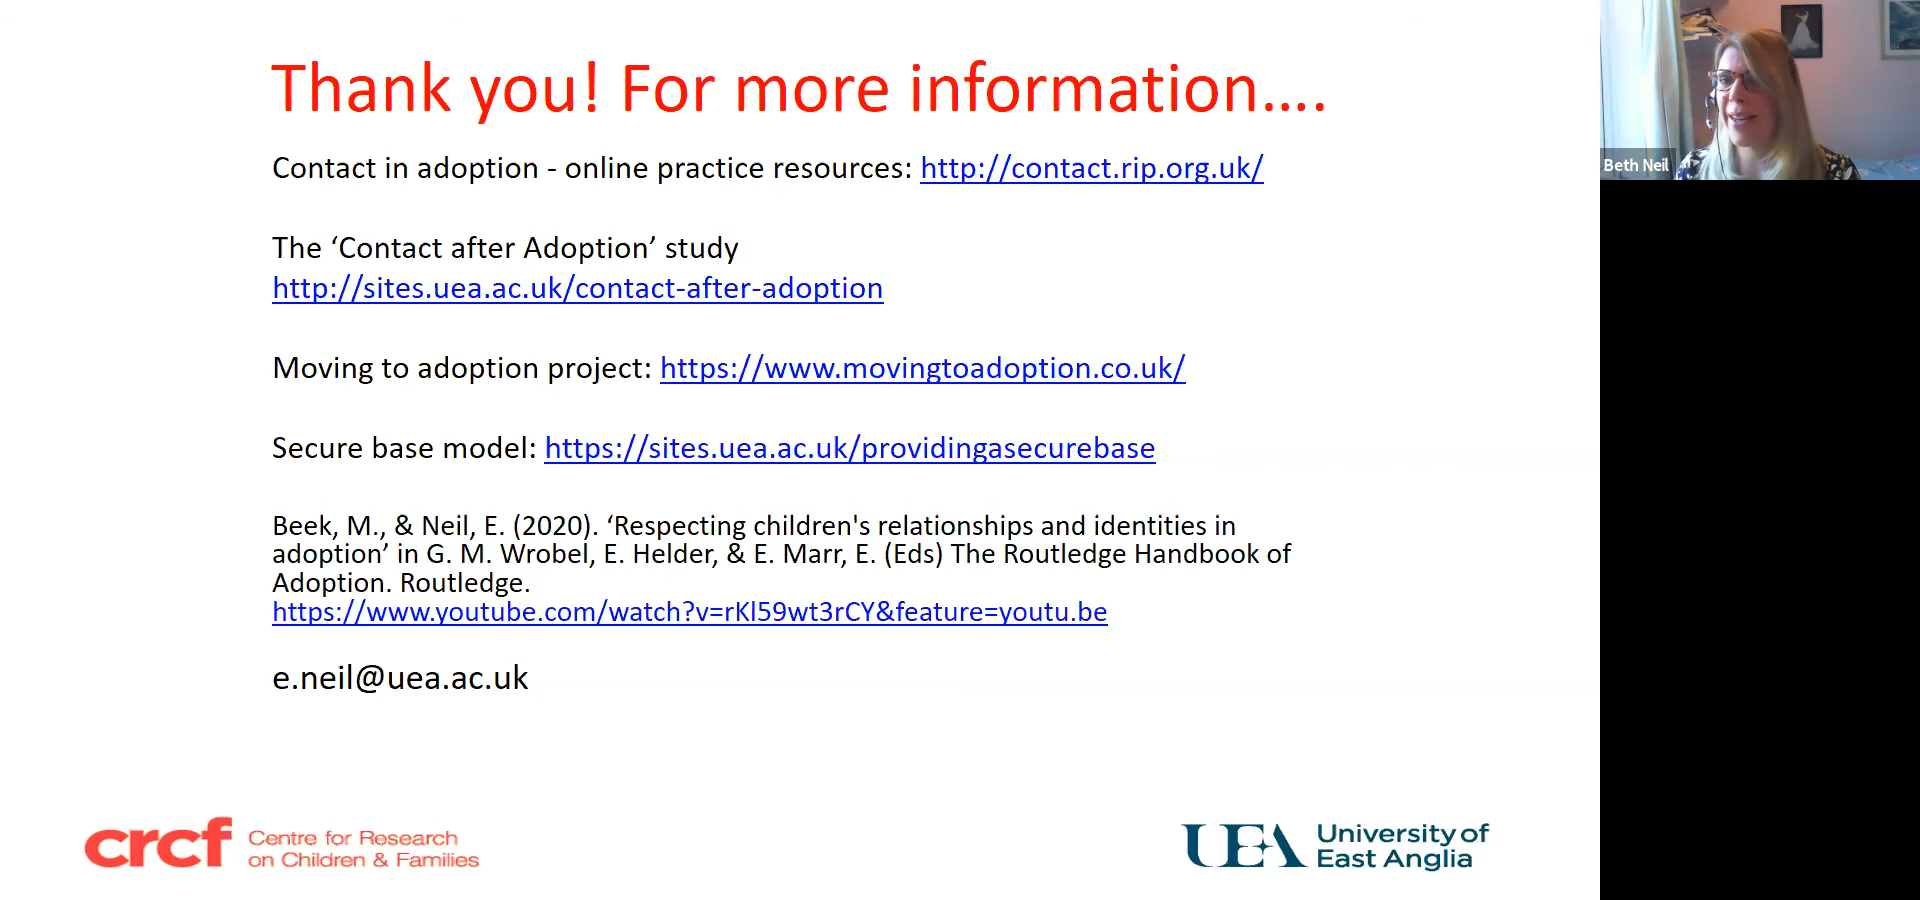 Thank you! For more information....
Contact in adoption - online practice resources: http://contact.rip.org.uk/
The ‘Contact after Adoption’ study
http://sites.uea.ac.uk/contact-after-adoption
Moving to adoption project: https://www.movingtoadoption.co.uk/
Secure base model: https://sites.uea.ac.uk/providingasecurebase
Beek, M., & Neil, E. (2020). ‘Respecting children's relationships and identities in
adoption’ in G. M. Wrobel, E. Helder, & E. Marr, E. (Eds) The Routledge Handbook of
Adoption. Routledge.
https://www.youtube.com/watch?v=rKl59wt3rCY&feature=youtu.be
e.neil@uea.ac.uk
crcf Centre for Research
on Children & Families
UEA University of
East Anglia
Beth Neil